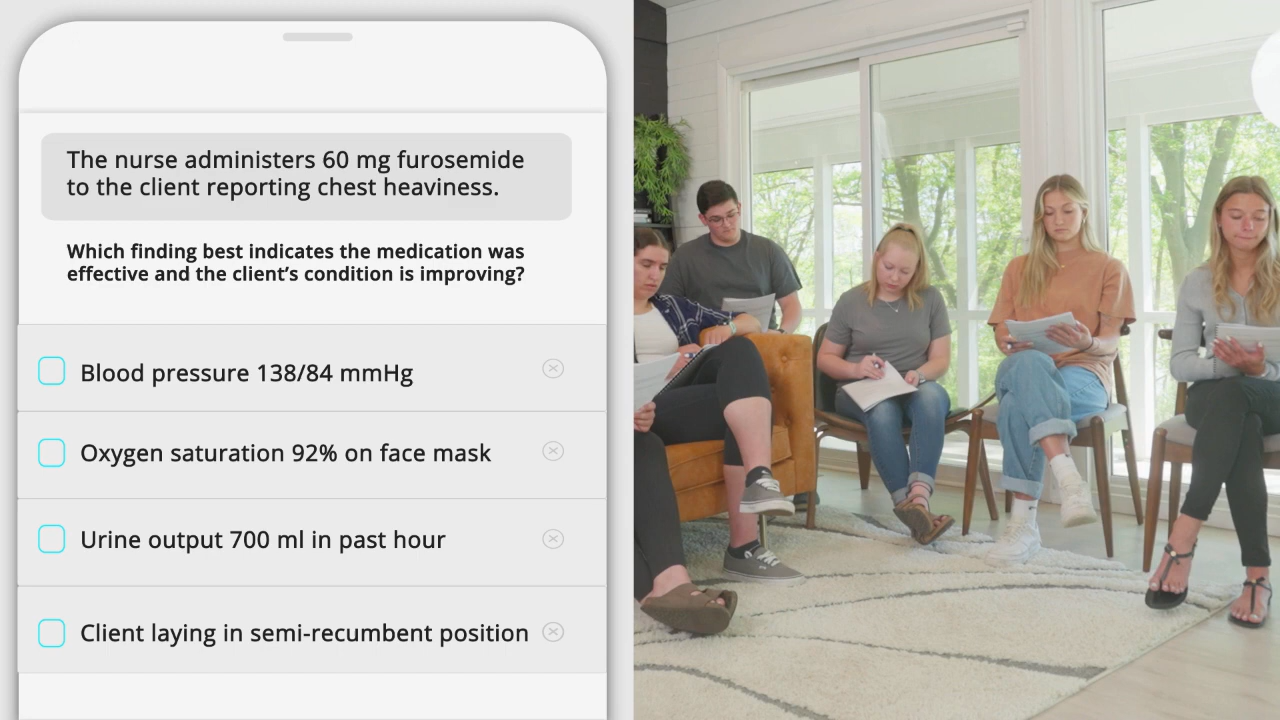 The nurse administers 60 mg furosemide
to the client reporting chest heaviness.
Which finding best indicates the medication was
effective and the client’s condition is improving?
Blood pressure 138/84 mmHg
Oxygen saturation 92% on face mask
Urine output 700 ml in past hour
Client laying in semi-recumbent position